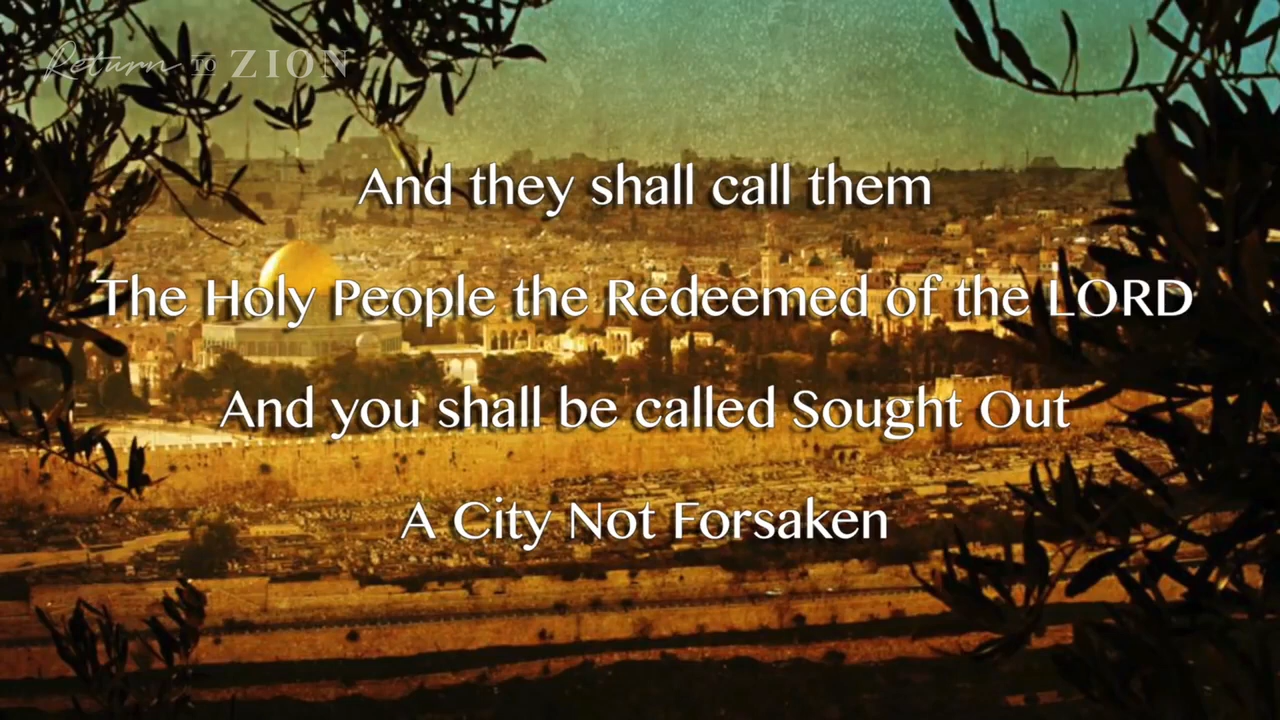 Return TO ZION
And they shall call them
The Holy People the Redeemed of the LORD
And you shall be called Sought Out
A City Not Forsaken